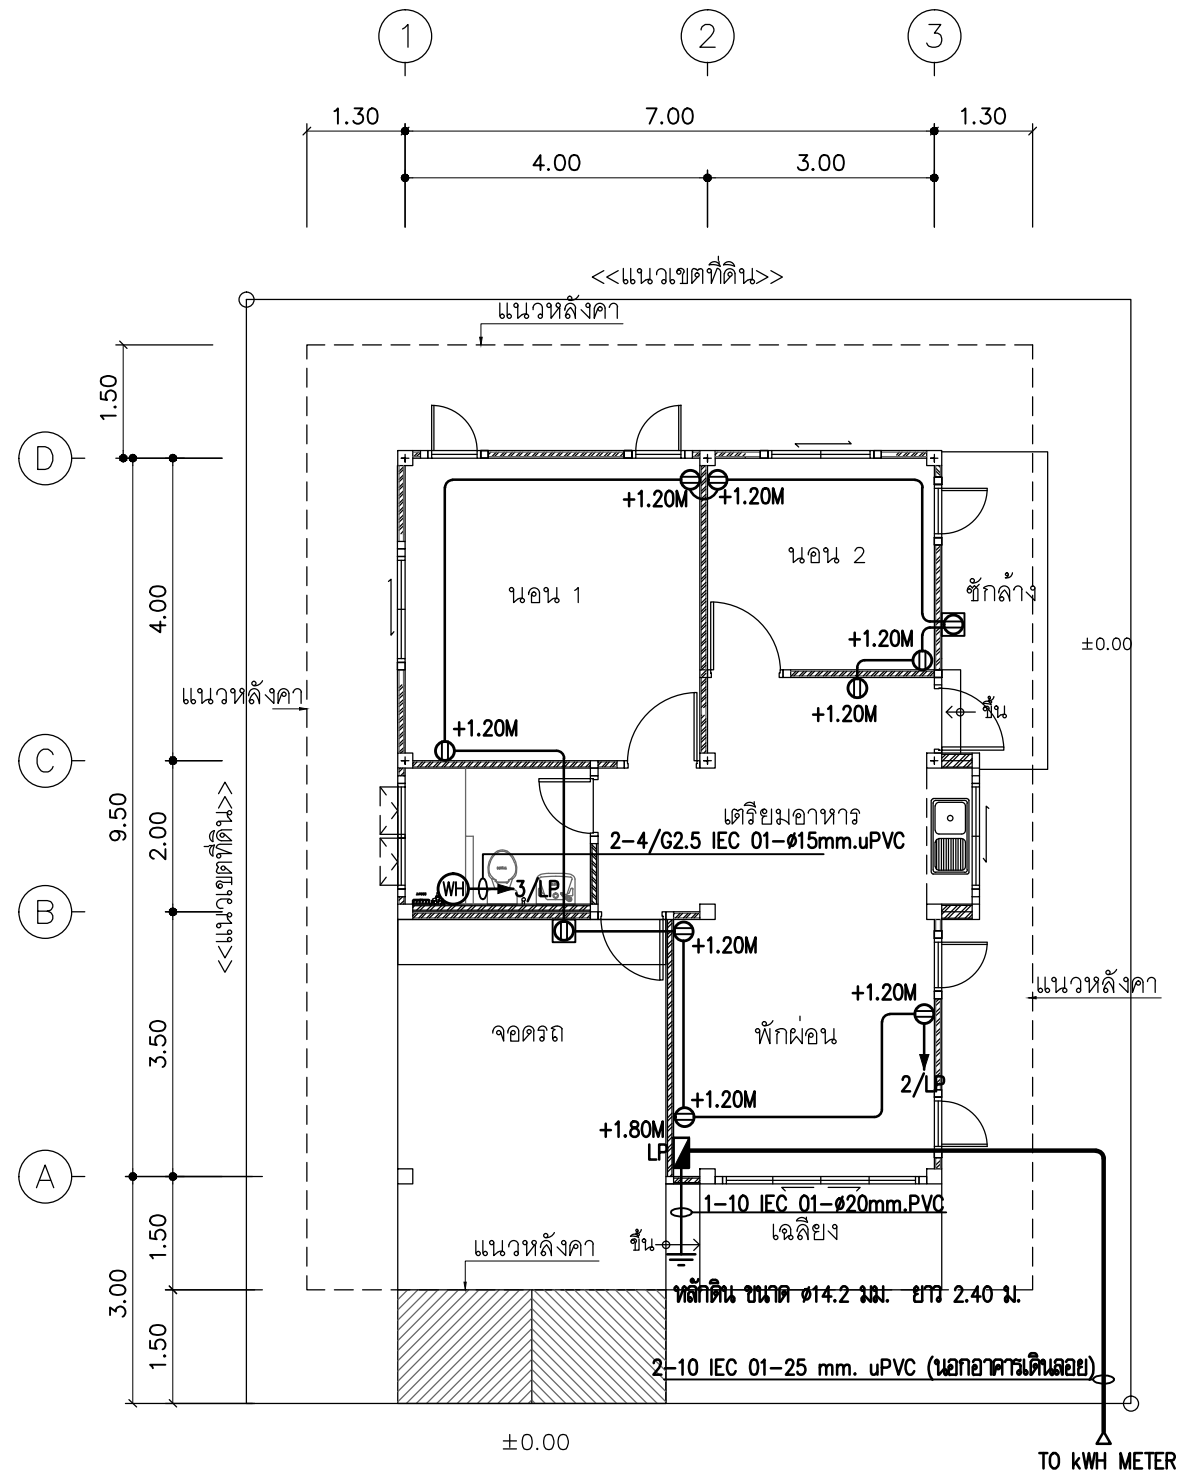 1
2
3
1.30
7.00
1.30
4.00
3.00
<<แนวเขตที่ดิน>>
แนวหลังคา
1.50
D
+1.20M
+1.20M
นอน 2
นอน 1
ซักล้าง
4.00
+1.20M
±0.00
แนวหลังคา
+1.20M
+1.20M
ขึ้น
C
9.50
2.00
<<แนวเขตที่ดิน>>
เตรียมอาหาร
2-4/G2.5 IEC 01-ø15mm.uPVC
WH
3/LP
B
+1.20M
+1.20M
แนวหลังคา
จอดรถ
พักผ่อน
3.50
2/LP
+1.20M
+1.80M
LP
A
1-10 IEC 01-ø20mm.PVC
เฉลียง
ขึ้น
แนวหลังคา
1.50
3.00
หลักดิน ขนาด ø14.2 มม. ยาว 2.40 ม.
1.50
2-10 IEC 01-25 mm. uPVC (นอกอาคารเดินลอย)
±0.00
TO kWH METER